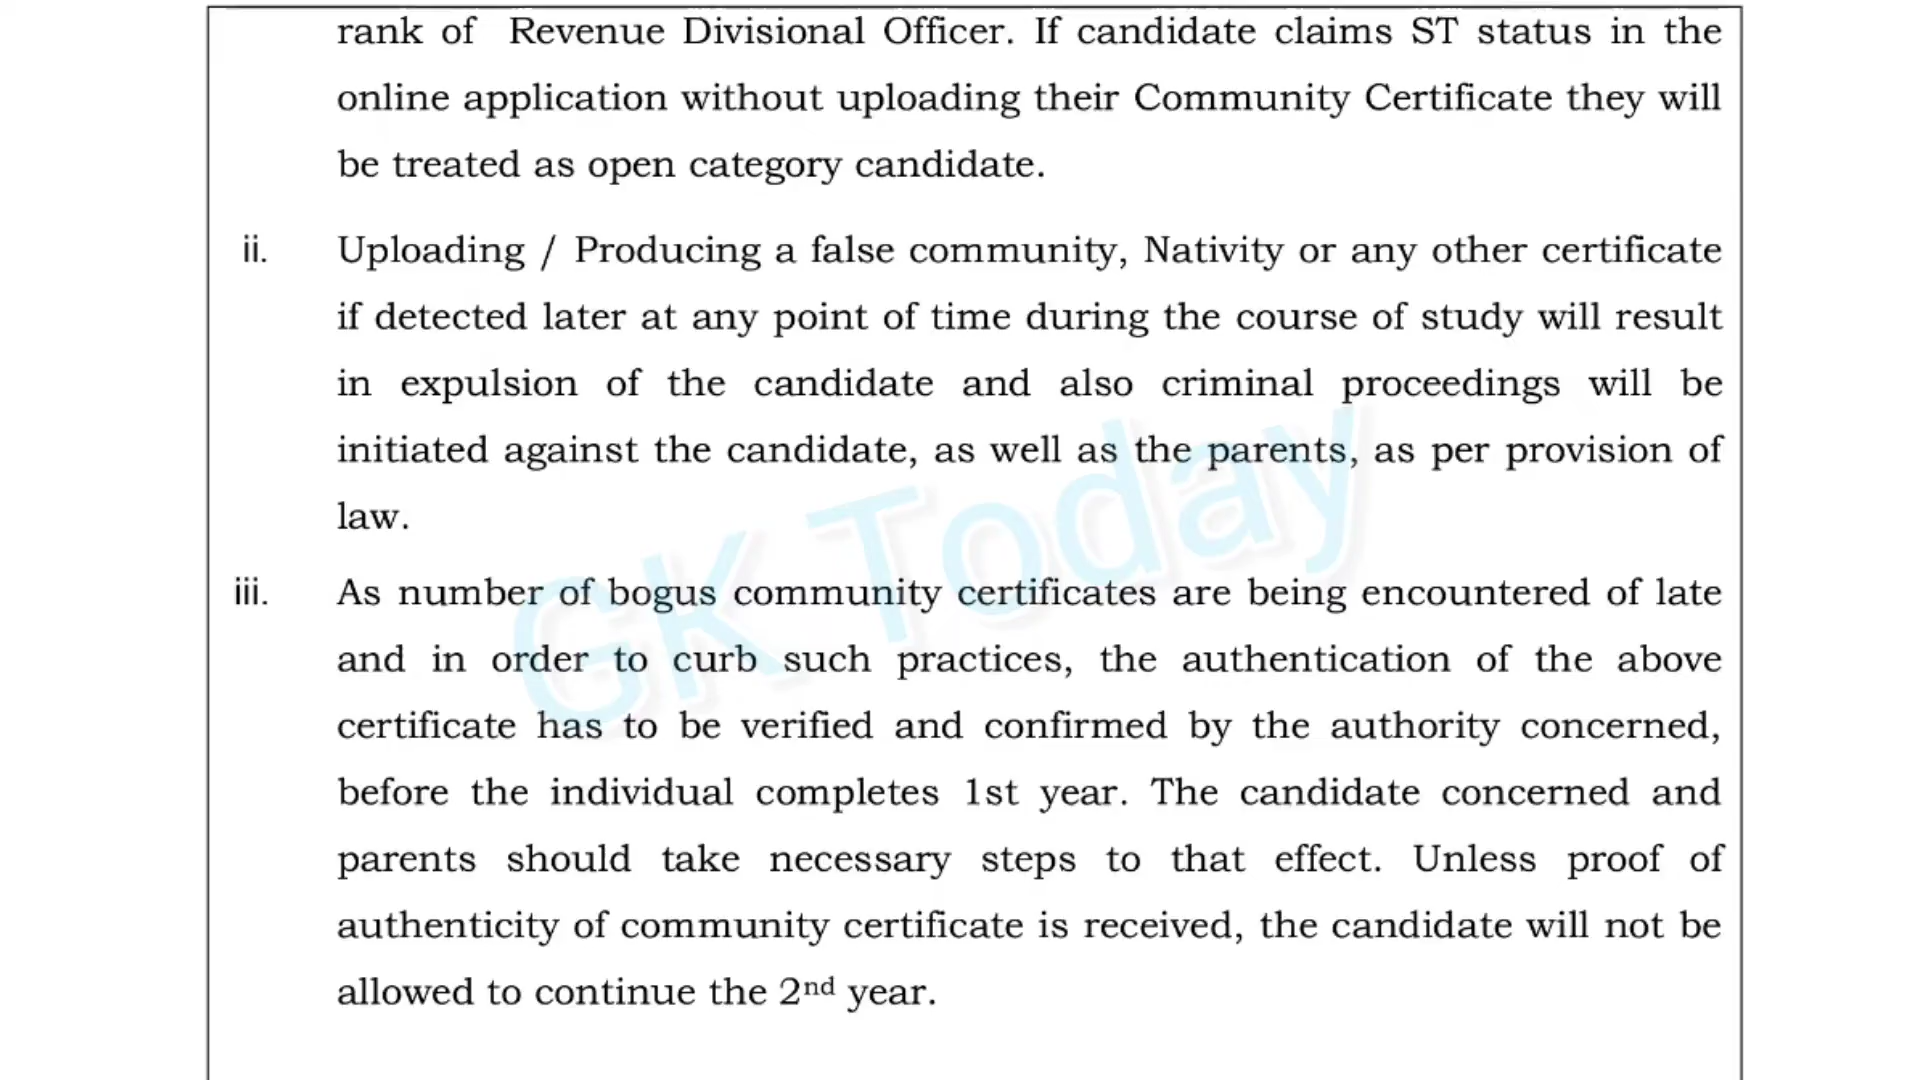 rank of Revenue Divisional Officer. If candidate claims ST status in the
online application without uploading their Community Certificate they will
be treated as open category candidate.
ii. Uploading / Producing a false community, Nativity or any other certificate
if detected later at any point of time during the course of study will result
in expulsion of the candidate and also criminal proceedings will be
initiated against the candidate, as well as the parents, as per provision of
law.
iii. As number of bogus community certificates are being encountered of late
and in order to curb such practices, the authentication of the above
certificate has to be verified and confirmed by the authority concerned,
before the individual completes 1st year. The candidate concerned and
parents should take necessary steps to that effect. Unless proof of
authenticity of community certificate is received, the candidate will not be
allowed to continue the 2nd year.
GK Today